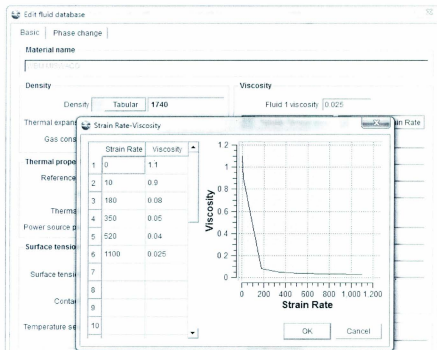 Edit fluid database
Basic Phase change
Material name
Density Viscosity
Density Tabular 1740 Fluid 1 viscosity 0.025
Thermal expans
in Rate
Gas cons
Thermal prope
Reference
Therma
Power source p
Surface tensio
Surface tensi
Conta
Temperature se
Strain Rate-Viscosity
Strain Rate Viscosity
1 0 1.1
2 10 0.9
3 180 0.08
4 350 0.05
5 520 0.04
6 1100 0.025
7
8
9
10
1.2
1
0.8
0.6
0.4
0.2
0
Viscosity
0 200 400 600 800 1.000 1.200
Strain Rate
OK Cancel